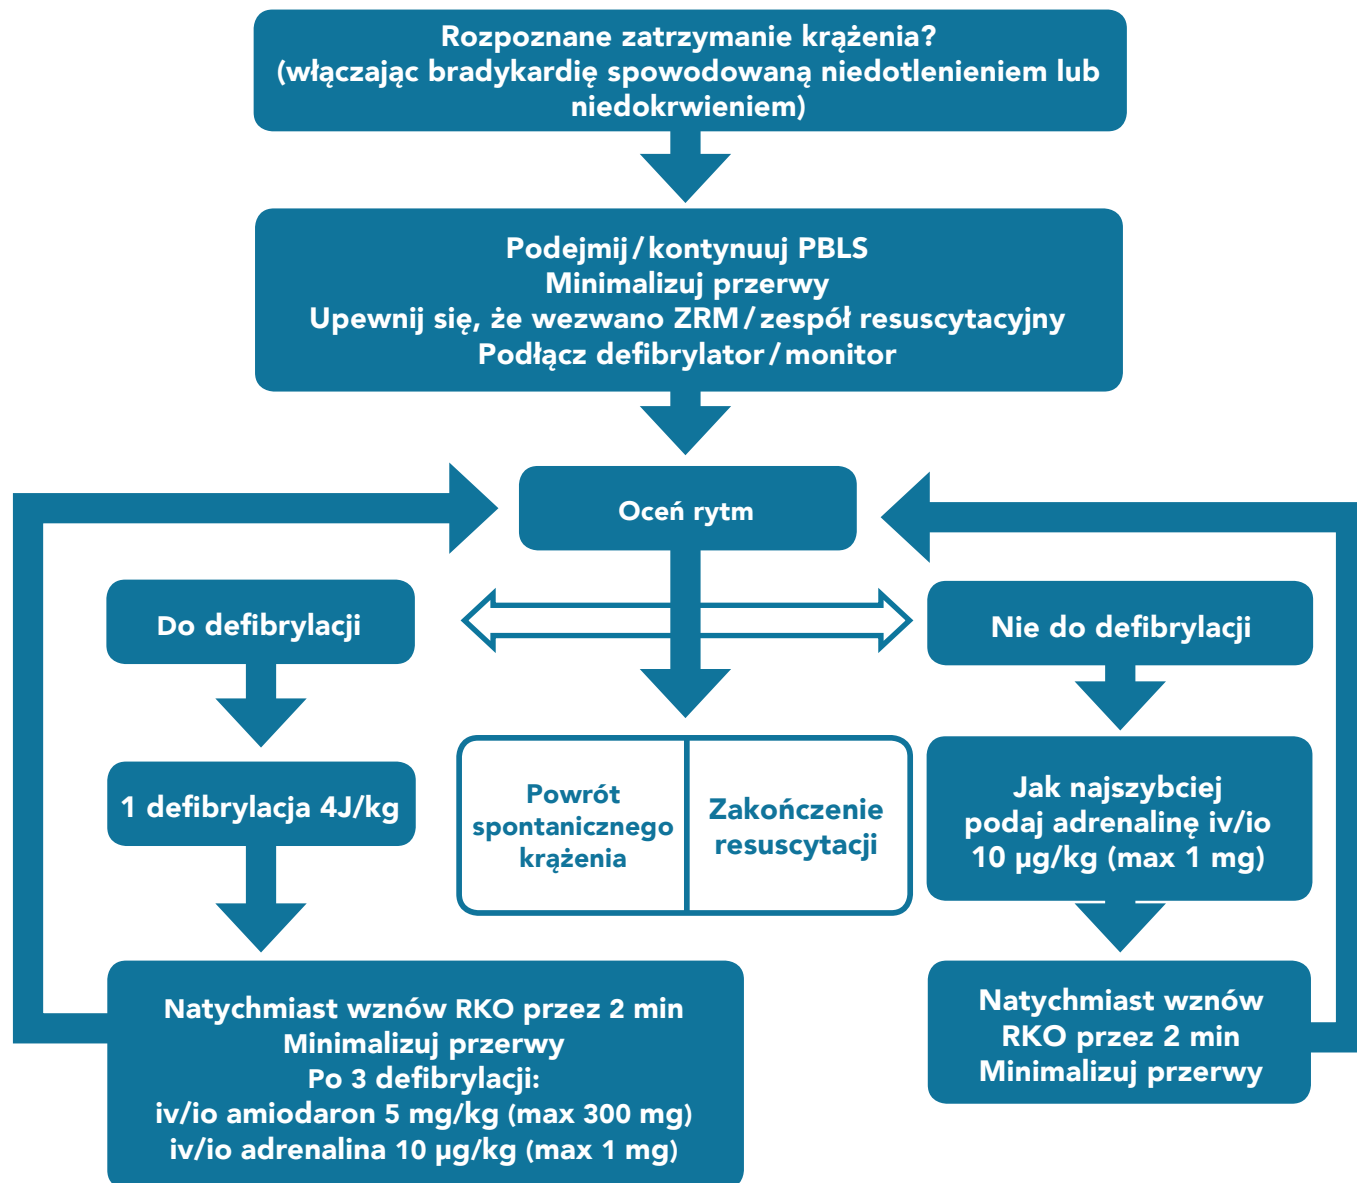 Rozpoznane zatrzymanie krążenia?
(włączając bradykardię spowodowaną niedotlenieniem lub
niedokrwieniem)
Podejmij/kontynuuj PBLS
Minimalizuj przerwy
Upewnij się, że wezwano ZRM/zespół resuscytacyjny
Podłącz defibrylator/monitor
Oceń rytm
Do defibrylacji
1 defibrylacja 4J/kg
Natychmiast wznów RKO przez 2 min
Minimalizuj przerwy
Po 3 defibrylacji:
iv/io amiodaron 5 mg/kg (max 300 mg)
iv/io adrenalina 10 µg/kg (max 1 mg)
Powrót
spontanicznego
krążenia
Zakończenie
resuscytacji
Nie do defibrylacji
Jak najszybciej
podaj adrenalinę iv/io
10 µg/kg (max 1 mg)
Natychmiast wznów
RKO przez 2 min
Minimalizuj przerwy